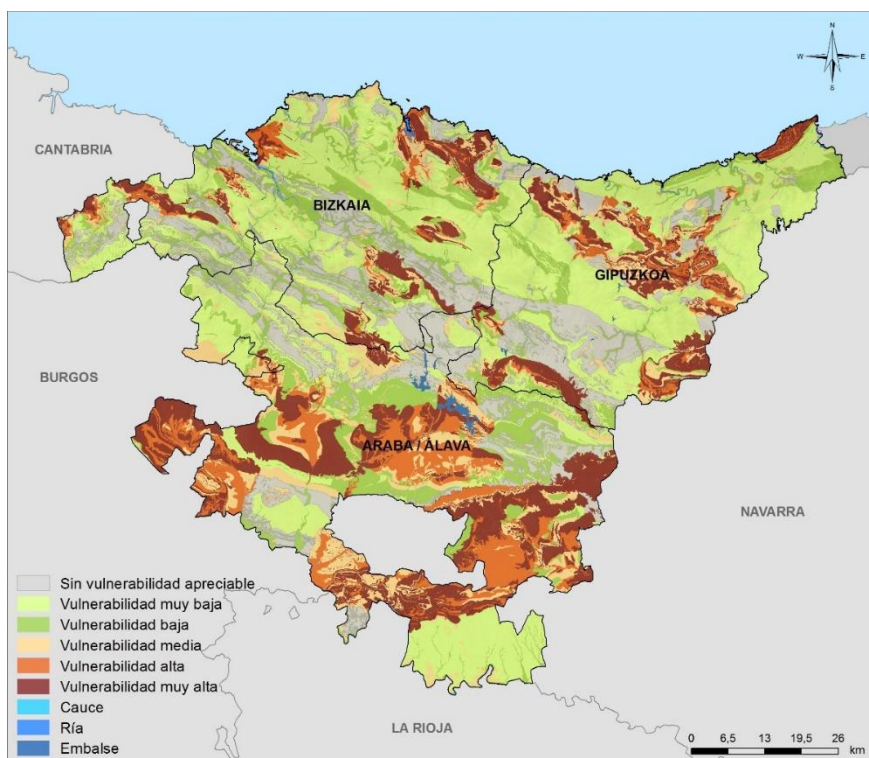 N
W E
S
CANTABRIA
BIZKAIA
GIPUZKOA
BURGOS
ARABA / ÁLAVA
NAVARRA
Sin vulnerabilidad apreciable
Vulnerabilidad muy baja
Vulnerabilidad baja
Vulnerabilidad media
Vulnerabilidad alta
Vulnerabilidad muy alta
Cauce
Ría
Embalse
LA RIOJA
0 6,5 13 19,5 26
km